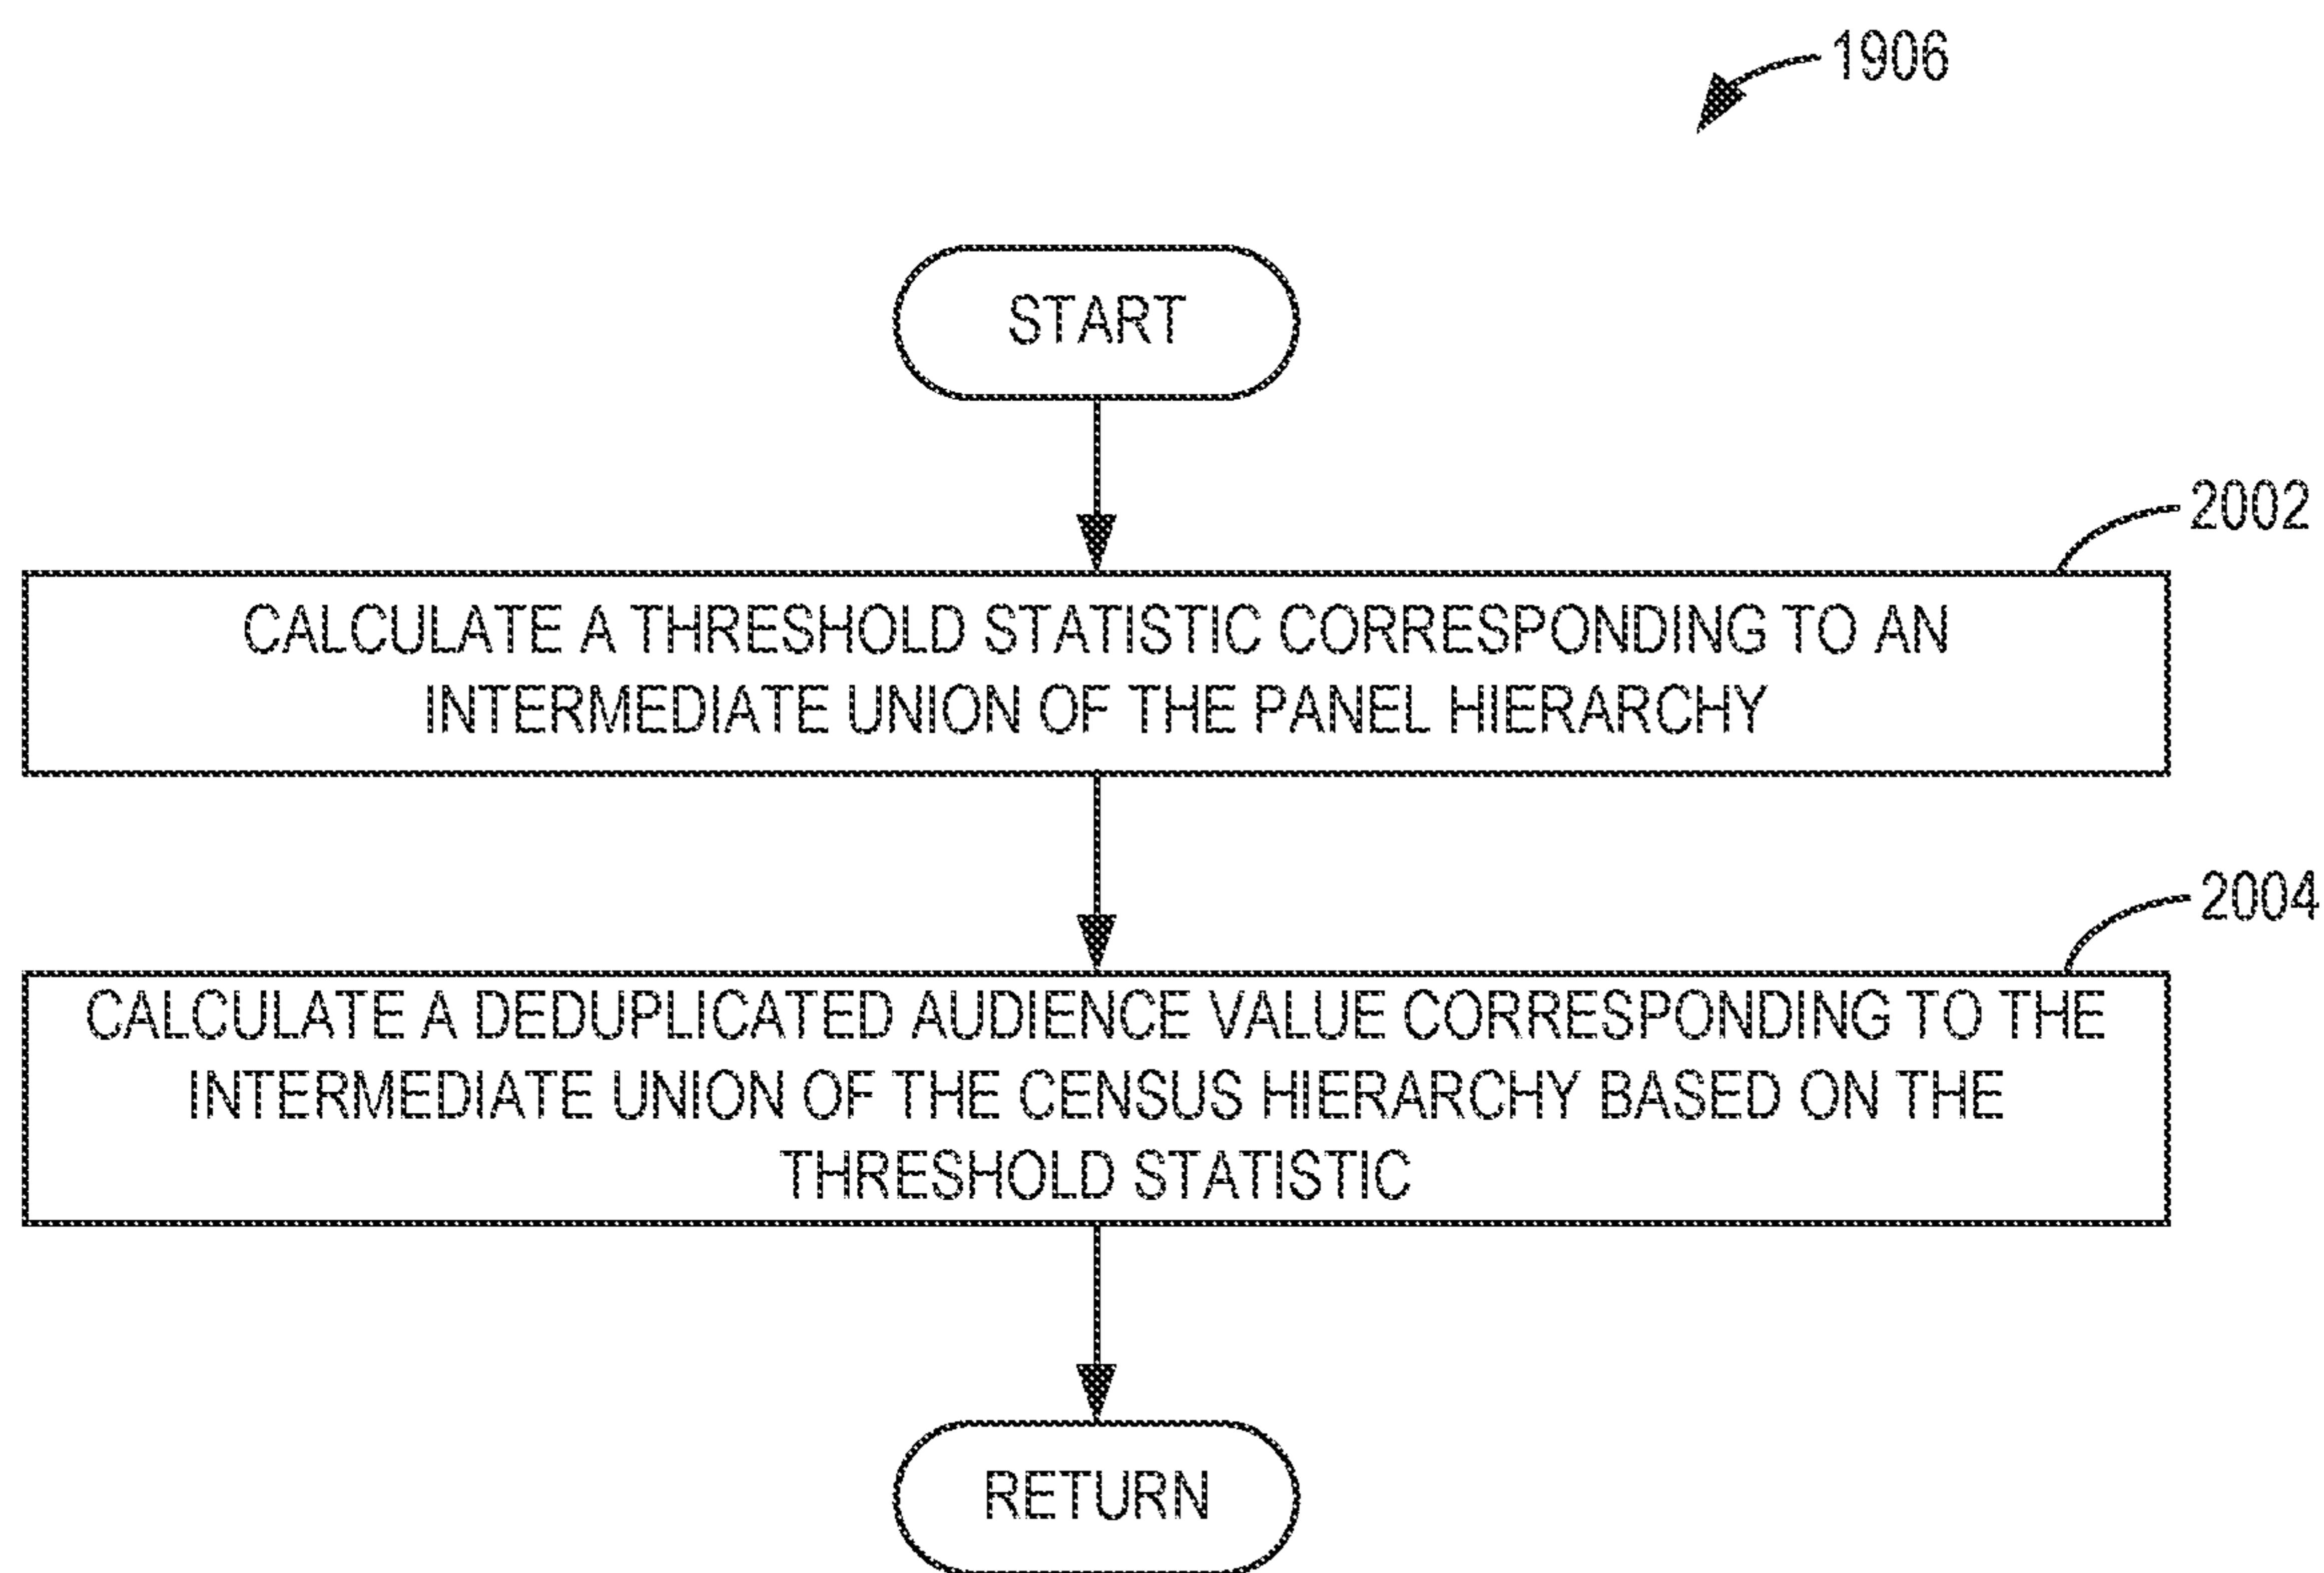 1906
START
2002
CALCULATE A THRESHOLD STATISTIC CORRESPONDING TO AN
INTERMEDIATE UNION OF THE PANEL HIERARCHY
2004
CALCULATE A DEDUPLICATED AUDIENCE VALUE CORRESPONDING TO THE
INTERMEDIATE UNION OF THE CENSUS HIERARCHY BASED ON THE
THRESHOLD STATISTIC
RETURN